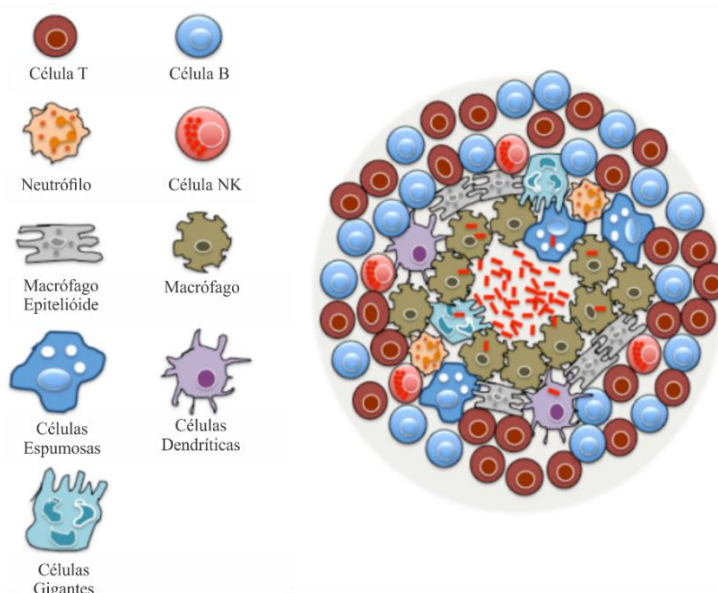 Célula T
Célula B
Neutrófilo
Célula NK
Macrófago
Epitelióide
Macrófago
Células
Espumosas
Células
Dendríticas
Células
Gigantes